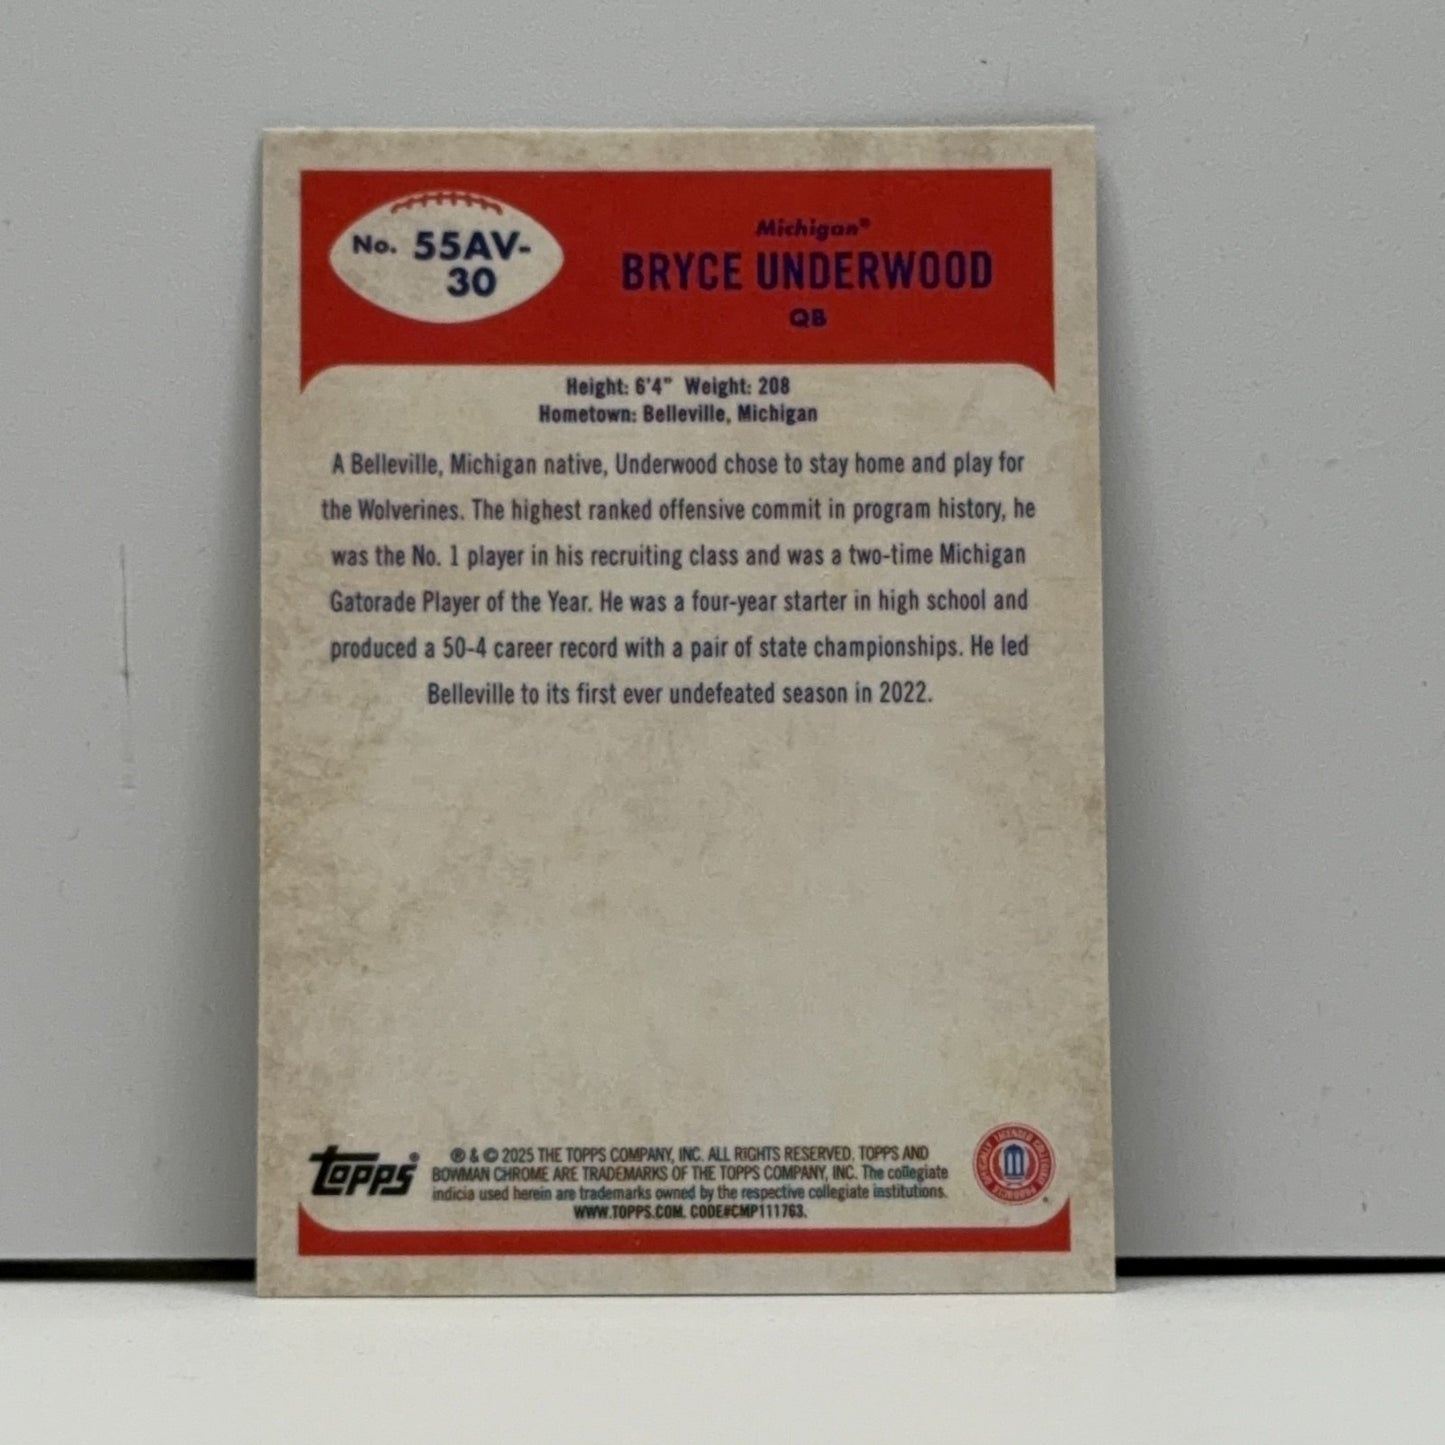 No. 55AV-
30
Michigan®
BRYCE UNDERWOOD
QB
Height: 6'4" Weight: 208
Hometown: Belleville, Michigan
A Belleville, Michigan native, Underwood chose to stay home and play for
the Wolverines. The highest ranked offensive commit in program history, he
was the No. 1 player in his recruiting class and was a two-time Michigan
Gatorade Player of the Year. He was a four-year starter in high school and
produced a 50-4 career record with a pair of state championships. He led
Belleville to its first ever undefeated season in 2022.
topps®
® & © 2025 THE TOPPS COMPANY, INC. ALL RIGHTS RESERVED. TOPPS AND
BOWMAN CHROME ARE TRADEMARKS OF THE TOPPS COMPANY, INC. The collegiate
indicia used herein are trademarks owned by the respective collegiate institutions.
WWW.TOPPS.COM. CODE#CMP111763.
OFFICIALLY LICENSED COLLEGIATE PRODUCTS